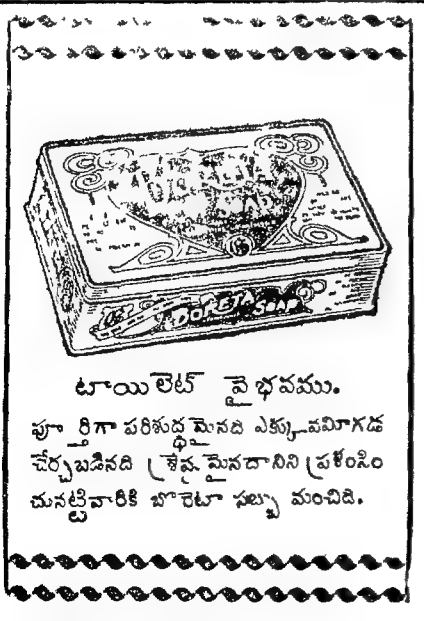 DORETA SOAP
టాయిలెట్ వైభవము.
పూర్తిగా పరిశుద్ధమైనది ఎక్కువమీగడ
చేర్చబడినది శ్రేష్ఠమైనదానిని ప్రశంసిం
చునట్టివారికి బొరెటా సబ్బు మంచిది.